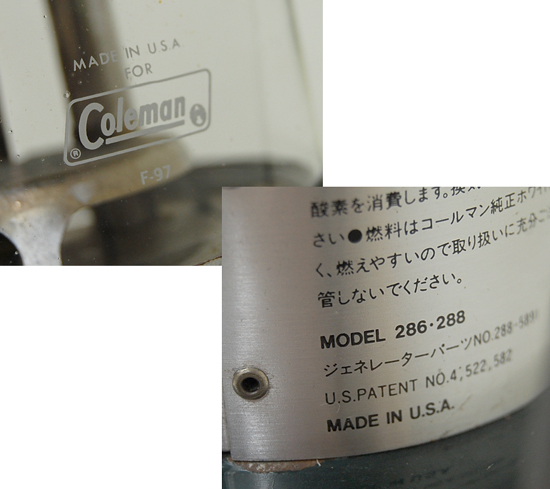 MADE IN U.S.A
FOR
Coleman
®
F-97
酸素を消費します。換気
さい●燃料はコールマン純正ホワイ
く、燃えやすいので取り扱いに充分ご
管しないでください。
MODEL 286・288
ジェネレーターパーツNO.288-5891
U.S.PATENT NO.4,522,582
MADE IN U.S.A.